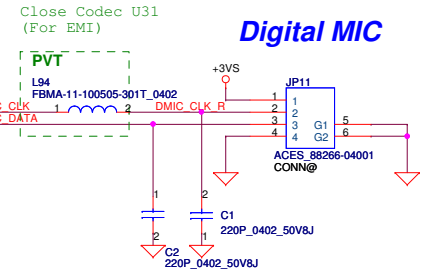 Close Codec U31
(For EMI)
Digital MIC
PVT
L94
FBMA-11-100505-301T_0402
+3VS
JP11
CLK
1
2
DMIC_CLK_R
DATA
1
2
3
4
1
2
3
4
G1
G2
5
6
ACES_88266-04001
CONN@
1
2
C2
220P_0402_50V8J
2
1
C1
220P_0402_50V8J